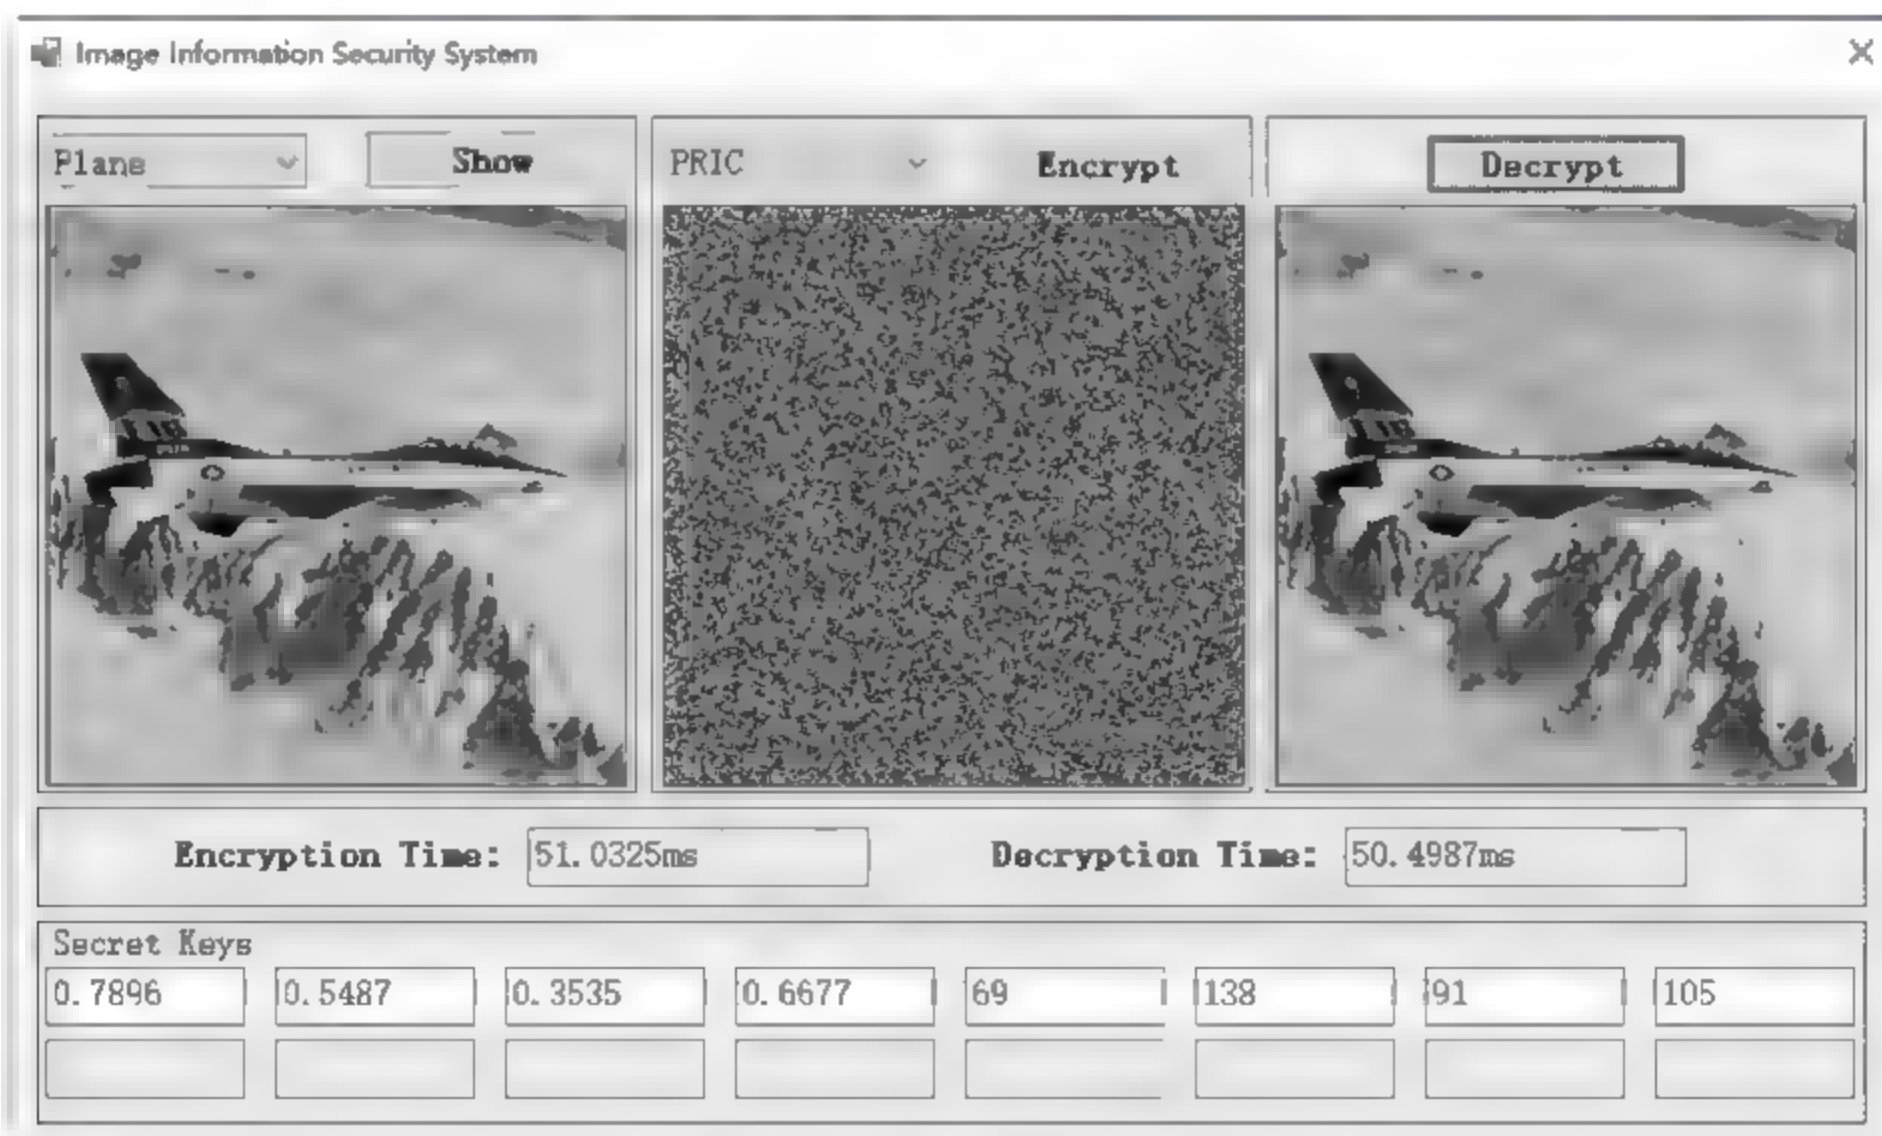 Image Information Security System
Plane Show PRIC Encrypt Decrypt
Encryption Time: 51.0325ms Decryption Time: 50.4987ms
Secret Keys
0.7896 0.5487 0.3535 0.6677 69 138 91 105